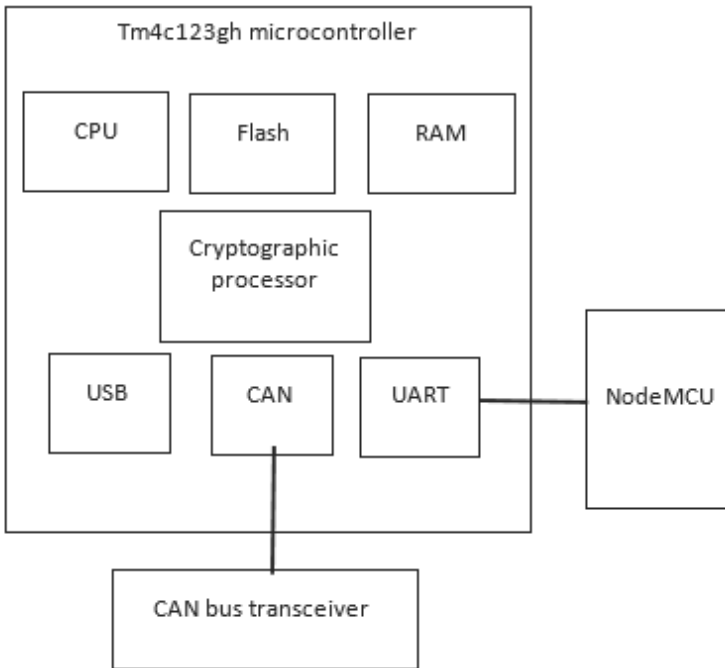 Tm4c123gh microcontroller
CPU
Flash
RAM
Cryptographic
processor
USB
CAN
UART
NodeMCU
CAN bus transceiver